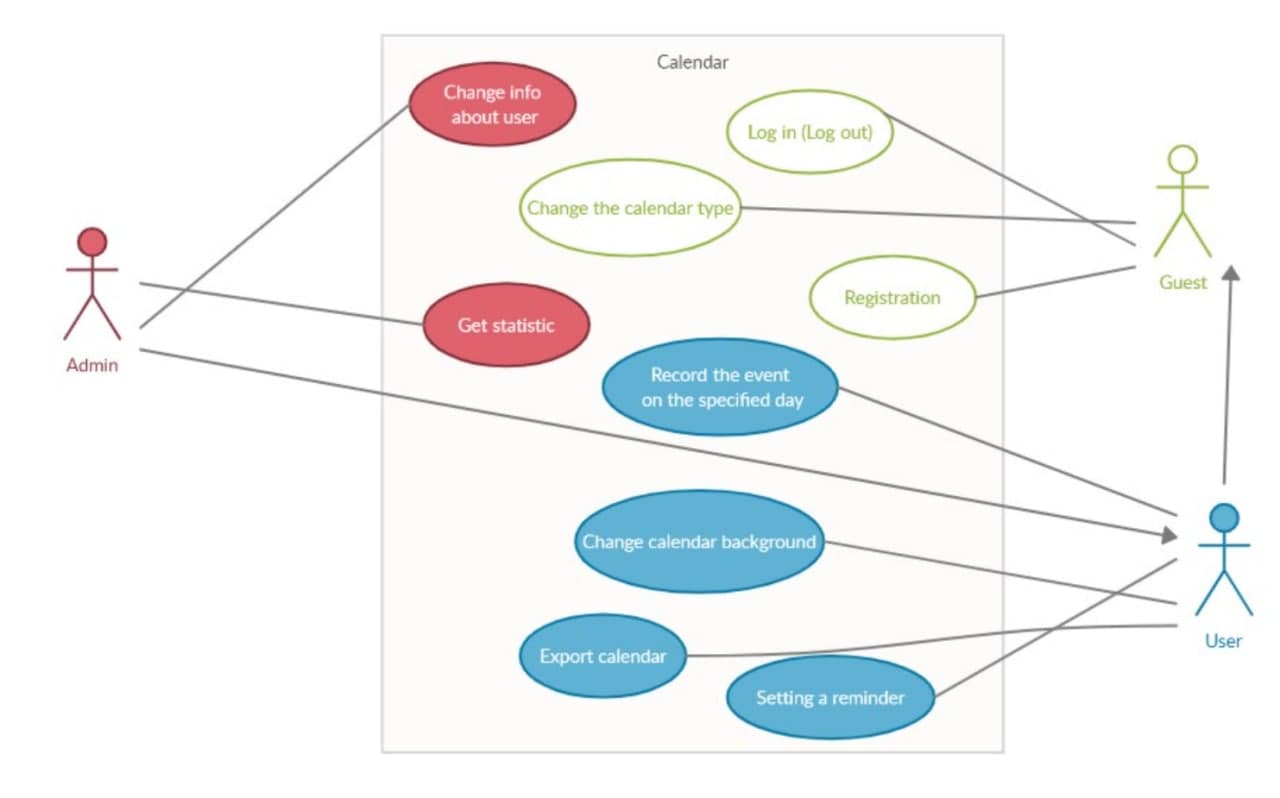 Calendar
Change info
about user
Log in (Log out)
Change the calendar type
Guest
Registration
Get statistic
Admin
Record the event
on the specified day
Change calendar background
User
Export calendar
Setting a reminder